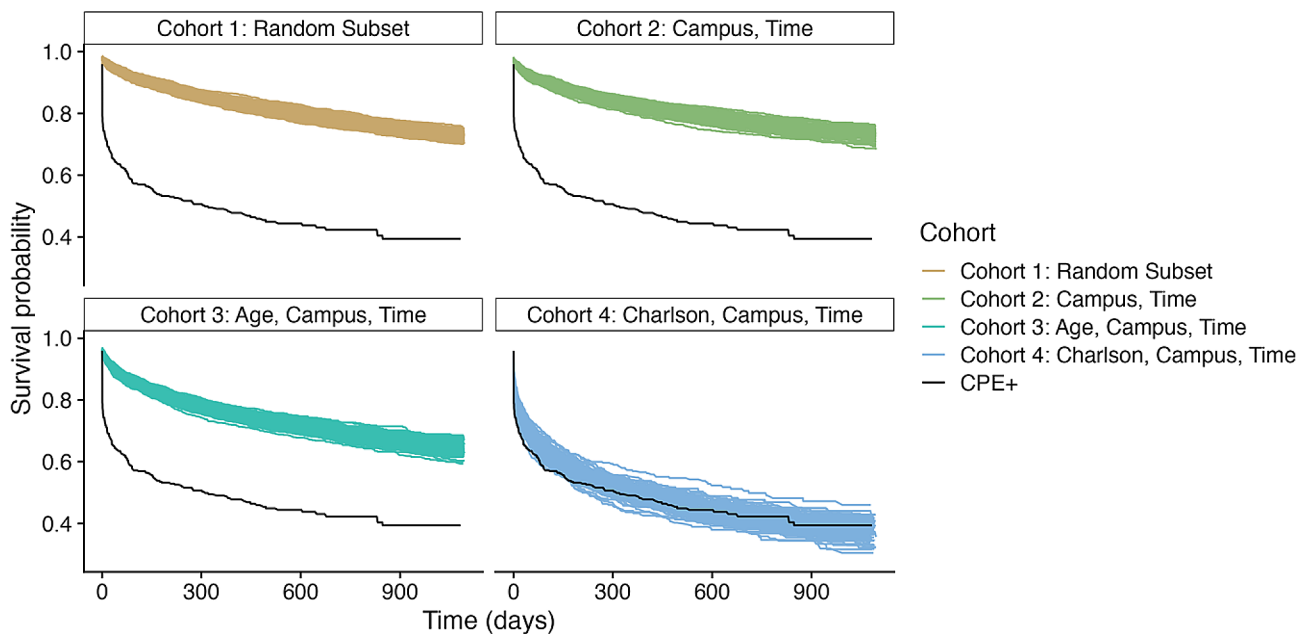 Cohort 1: Random Subset
Cohort 2: Campus, Time
1.0
0.8
0.6
0.4
Survival probability
Cohort 3: Age, Campus, Time
Cohort 4: Charlson, Campus, Time
1.0
0.8
0.6
0.4
0
300
600
900
0
300
600
900
Time (days)
Cohort
Cohort 1: Random Subset
Cohort 2: Campus, Time
Cohort 3: Age, Campus, Time
Cohort 4: Charlson, Campus, Time
CPE+